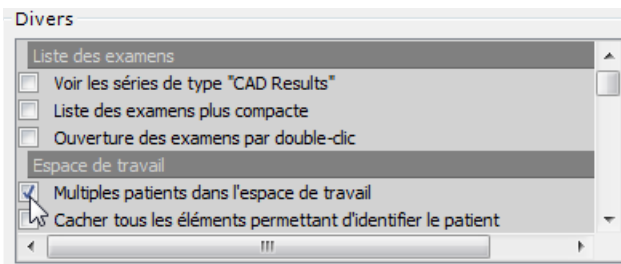 Divers
Liste des examens
Voir les séries de type "CAD Results"
Liste des examens plus compacte
Ouverture des examens par double-clic
Espace de travail
Multiples patients dans l'espace de travail
Cacher tous les éléments permettant d'identifier le patient